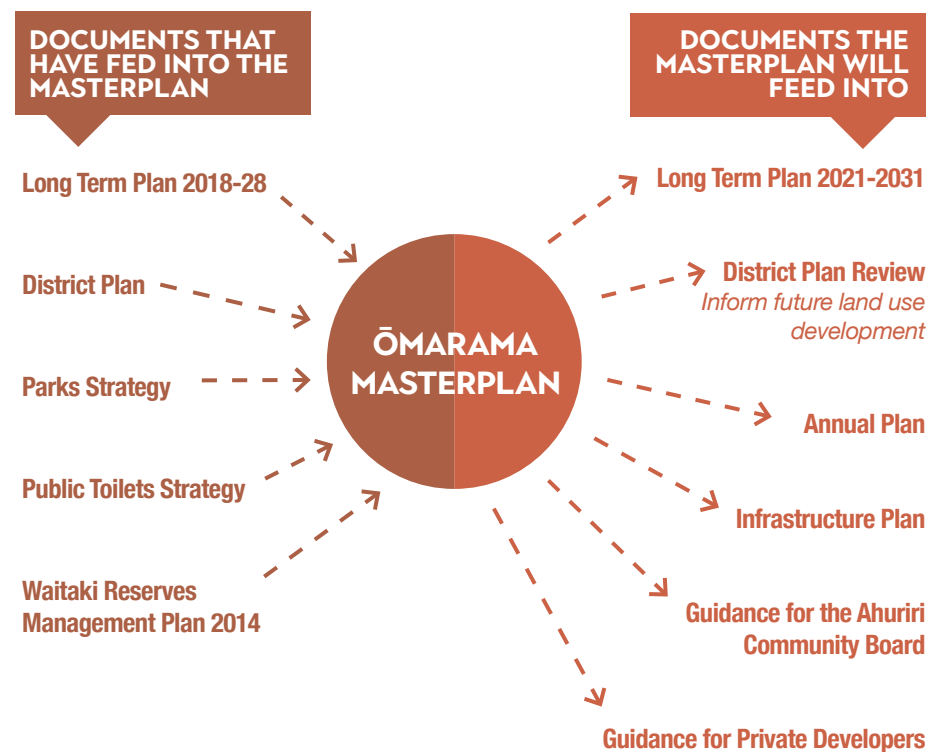 DOCUMENTS THAT
HAVE FED INTO THE
MASTERPLAN
Long Term Plan 2018-28
District Plan
Parks Strategy
Public Toilets Strategy
Waitaki Reserves
Management Plan 2014
ŌMARAMA
MASTERPLAN
DOCUMENTS THE
MASTERPLAN WILL
FEED INTO
Long Term Plan 2021-2031
District Plan Review
Inform future land use
development
Annual Plan
Infrastructure Plan
Guidance for the Ahuriri
Community Board
Guidance for Private Developers